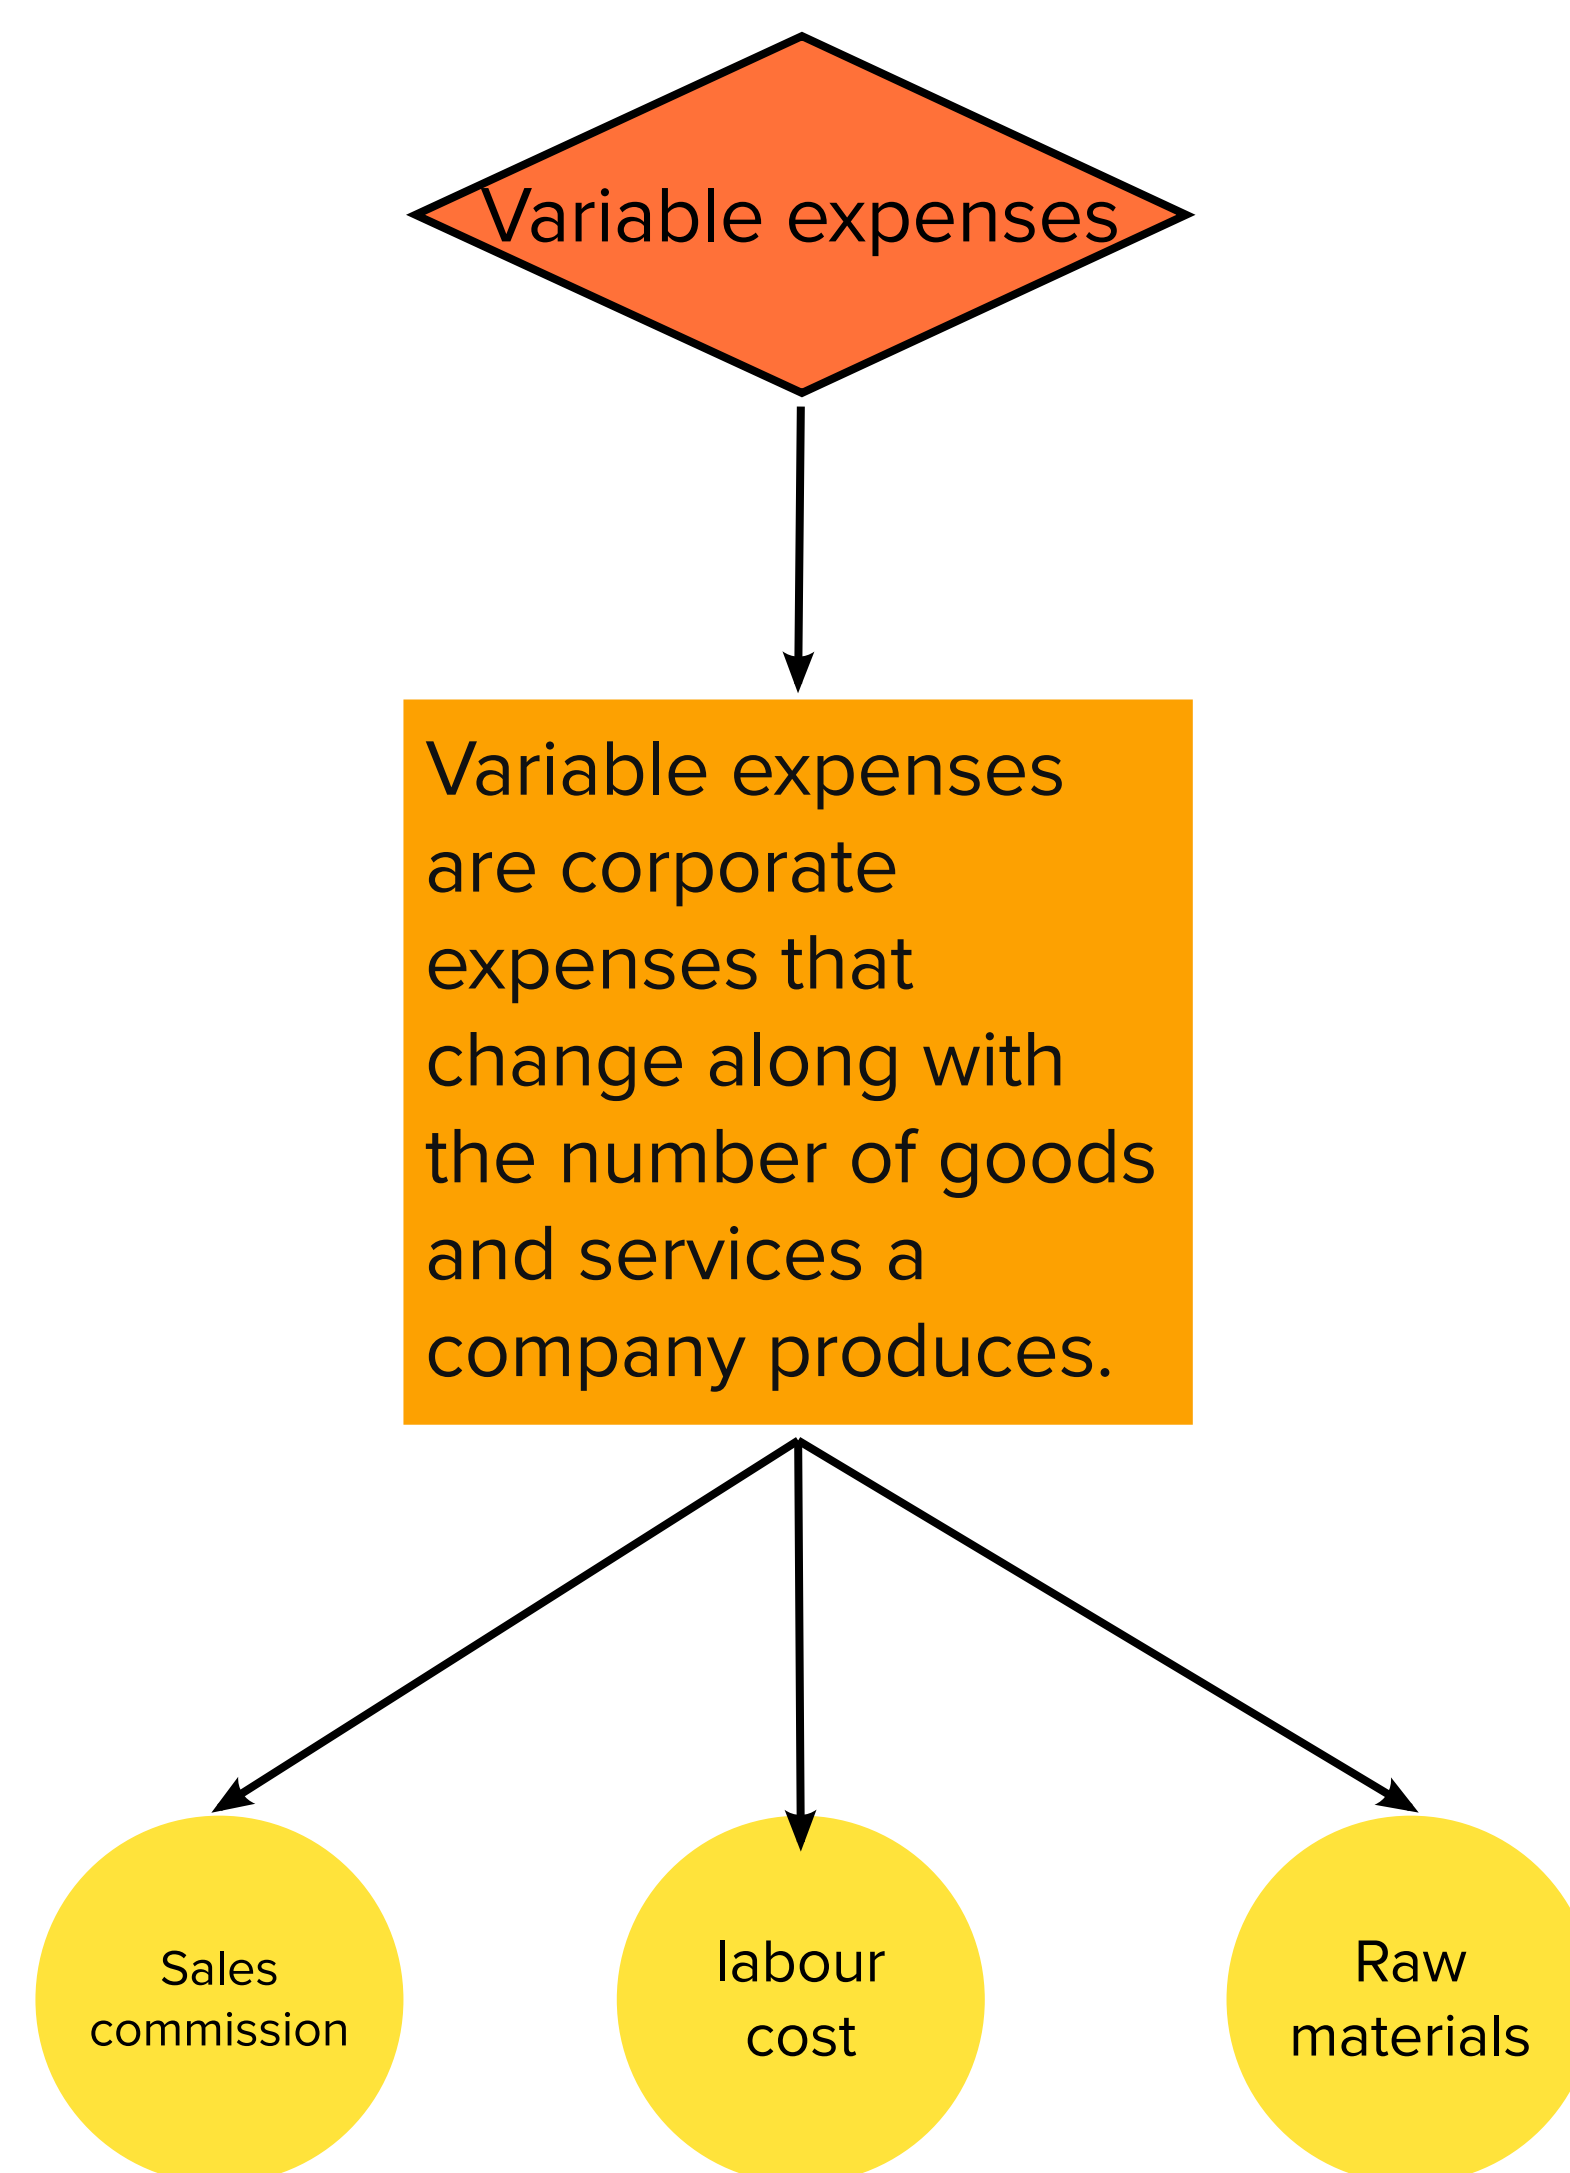 Variable expenses
Variable expenses
are corporate
expenses that
change along with
the number of goods
and services a
company produces.
Sales
commission
labour
cost
Raw
materials